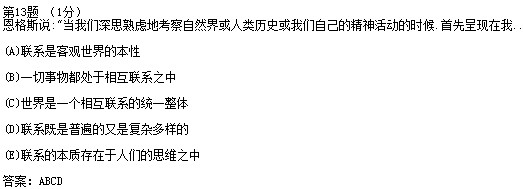 第13题 （1分）
恩格斯说:"当我们深思熟虑地考察自然界或人类历史或我们自己的精神活动的时候.首先呈现在我..
(A)联系是客观世界的本性
(B)一切事物都处于相互联系之中
(C)世界是一个相互联系的统一整体
(D)联系既是普遍的又是复杂多样的
(E)联系的本质存在于人们的思维之中
答案：ABCD